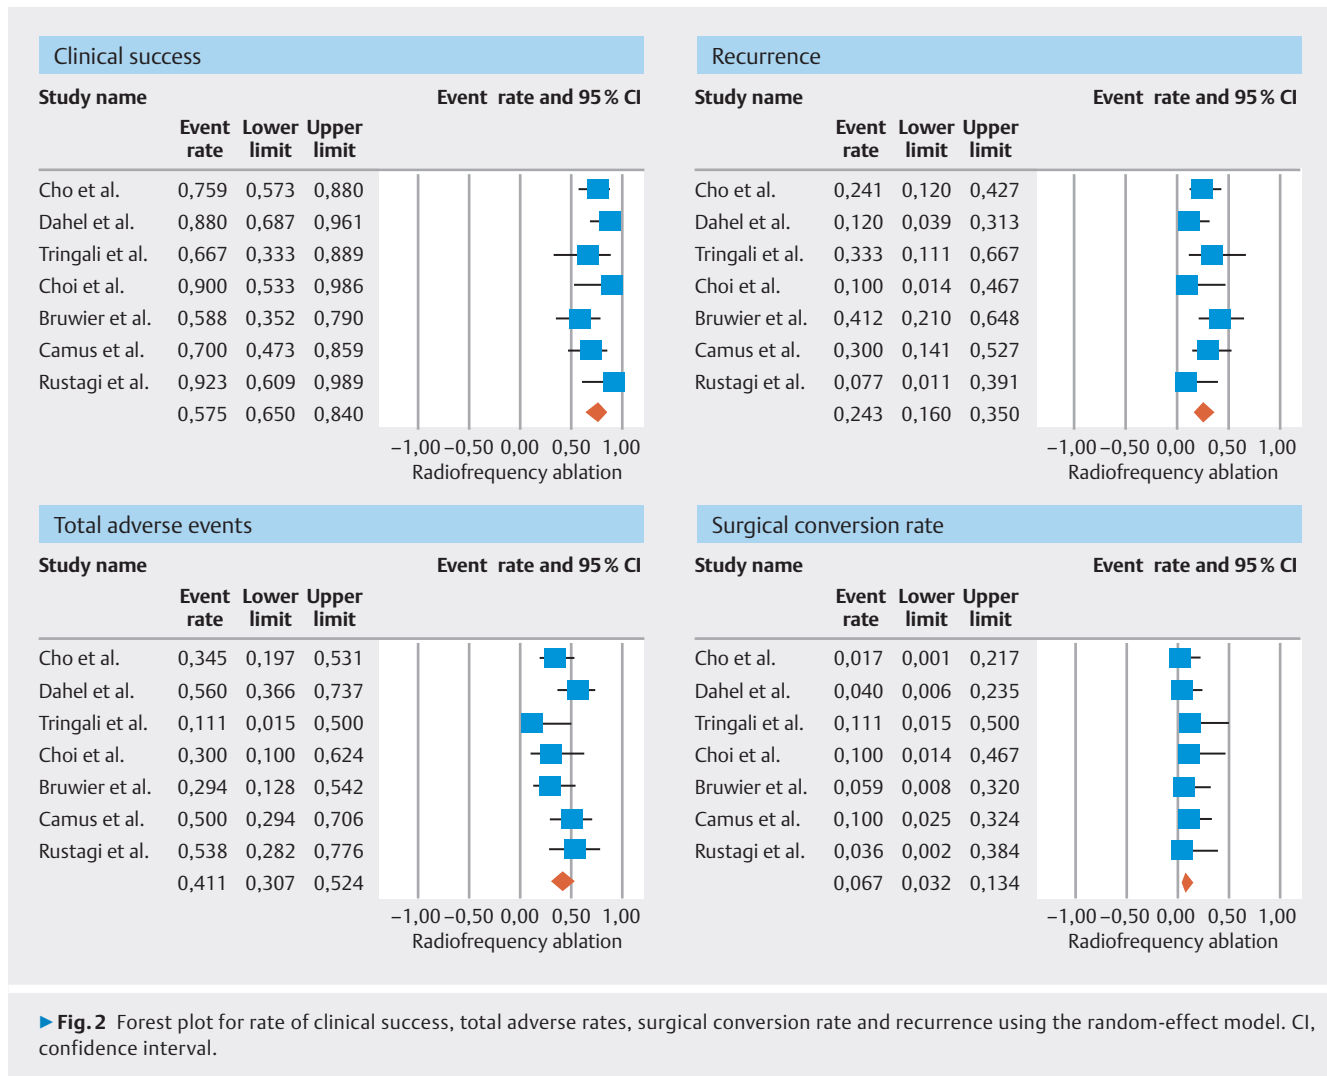 Clinical success
Study name Event rate and 95 % CI
Event Lower Upper
rate limit limit
Cho et al. 0,759 0,573 0,880
Dahel et al. 0,880 0,687 0,961
Tringali et al. 0,667 0,333 0,889
Choi et al. 0,900 0,533 0,986
Bruwier et al. 0,588 0,352 0,790
Camus et al. 0,700 0,473 0,859
Rustagi et al. 0,923 0,609 0,989
0,575 0,650 0,840
−1,00 −0,50 0,00 0,50 1,00
Radiofrequency ablation
Recurrence
Study name Event rate and 95 % CI
Event Lower Upper
rate limit limit
Cho et al. 0,241 0,120 0,427
Dahel et al. 0,120 0,039 0,313
Tringali et al. 0,333 0,111 0,667
Choi et al. 0,100 0,014 0,467
Bruwier et al. 0,412 0,210 0,648
Camus et al. 0,300 0,141 0,527
Rustagi et al. 0,077 0,011 0,391
0,243 0,160 0,350
−1,00 −0,50 0,00 0,50 1,00
Radiofrequency ablation
Total adverse events
Study name Event rate and 95 % CI
Event Lower Upper
rate limit limit
Cho et al. 0,345 0,197 0,531
Dahel et al. 0,560 0,366 0,737
Tringali et al. 0,111 0,015 0,500
Choi et al. 0,300 0,100 0,624
Bruwier et al. 0,294 0,128 0,542
Camus et al. 0,500 0,294 0,706
Rustagi et al. 0,538 0,282 0,776
0,411 0,307 0,524
−1,00 −0,50 0,00 0,50 1,00
Radiofrequency ablation
Surgical conversion rate
Study name Event rate and 95 % CI
Event Lower Upper
rate limit limit
Cho et al. 0,017 0,001 0,217
Dahel et al. 0,040 0,006 0,235
Tringali et al. 0,111 0,015 0,500
Choi et al. 0,100 0,014 0,467
Bruwier et al. 0,059 0,008 0,320
Camus et al. 0,100 0,025 0,324
Rustagi et al. 0,036 0,002 0,384
0,067 0,032 0,134
−1,00 −0,50 0,00 0,50 1,00
Radiofrequency ablation
▶ Fig. 2 Forest plot for rate of clinical success, total adverse rates, surgical conversion rate and recurrence using the random-effect model. CI,
confidence interval.